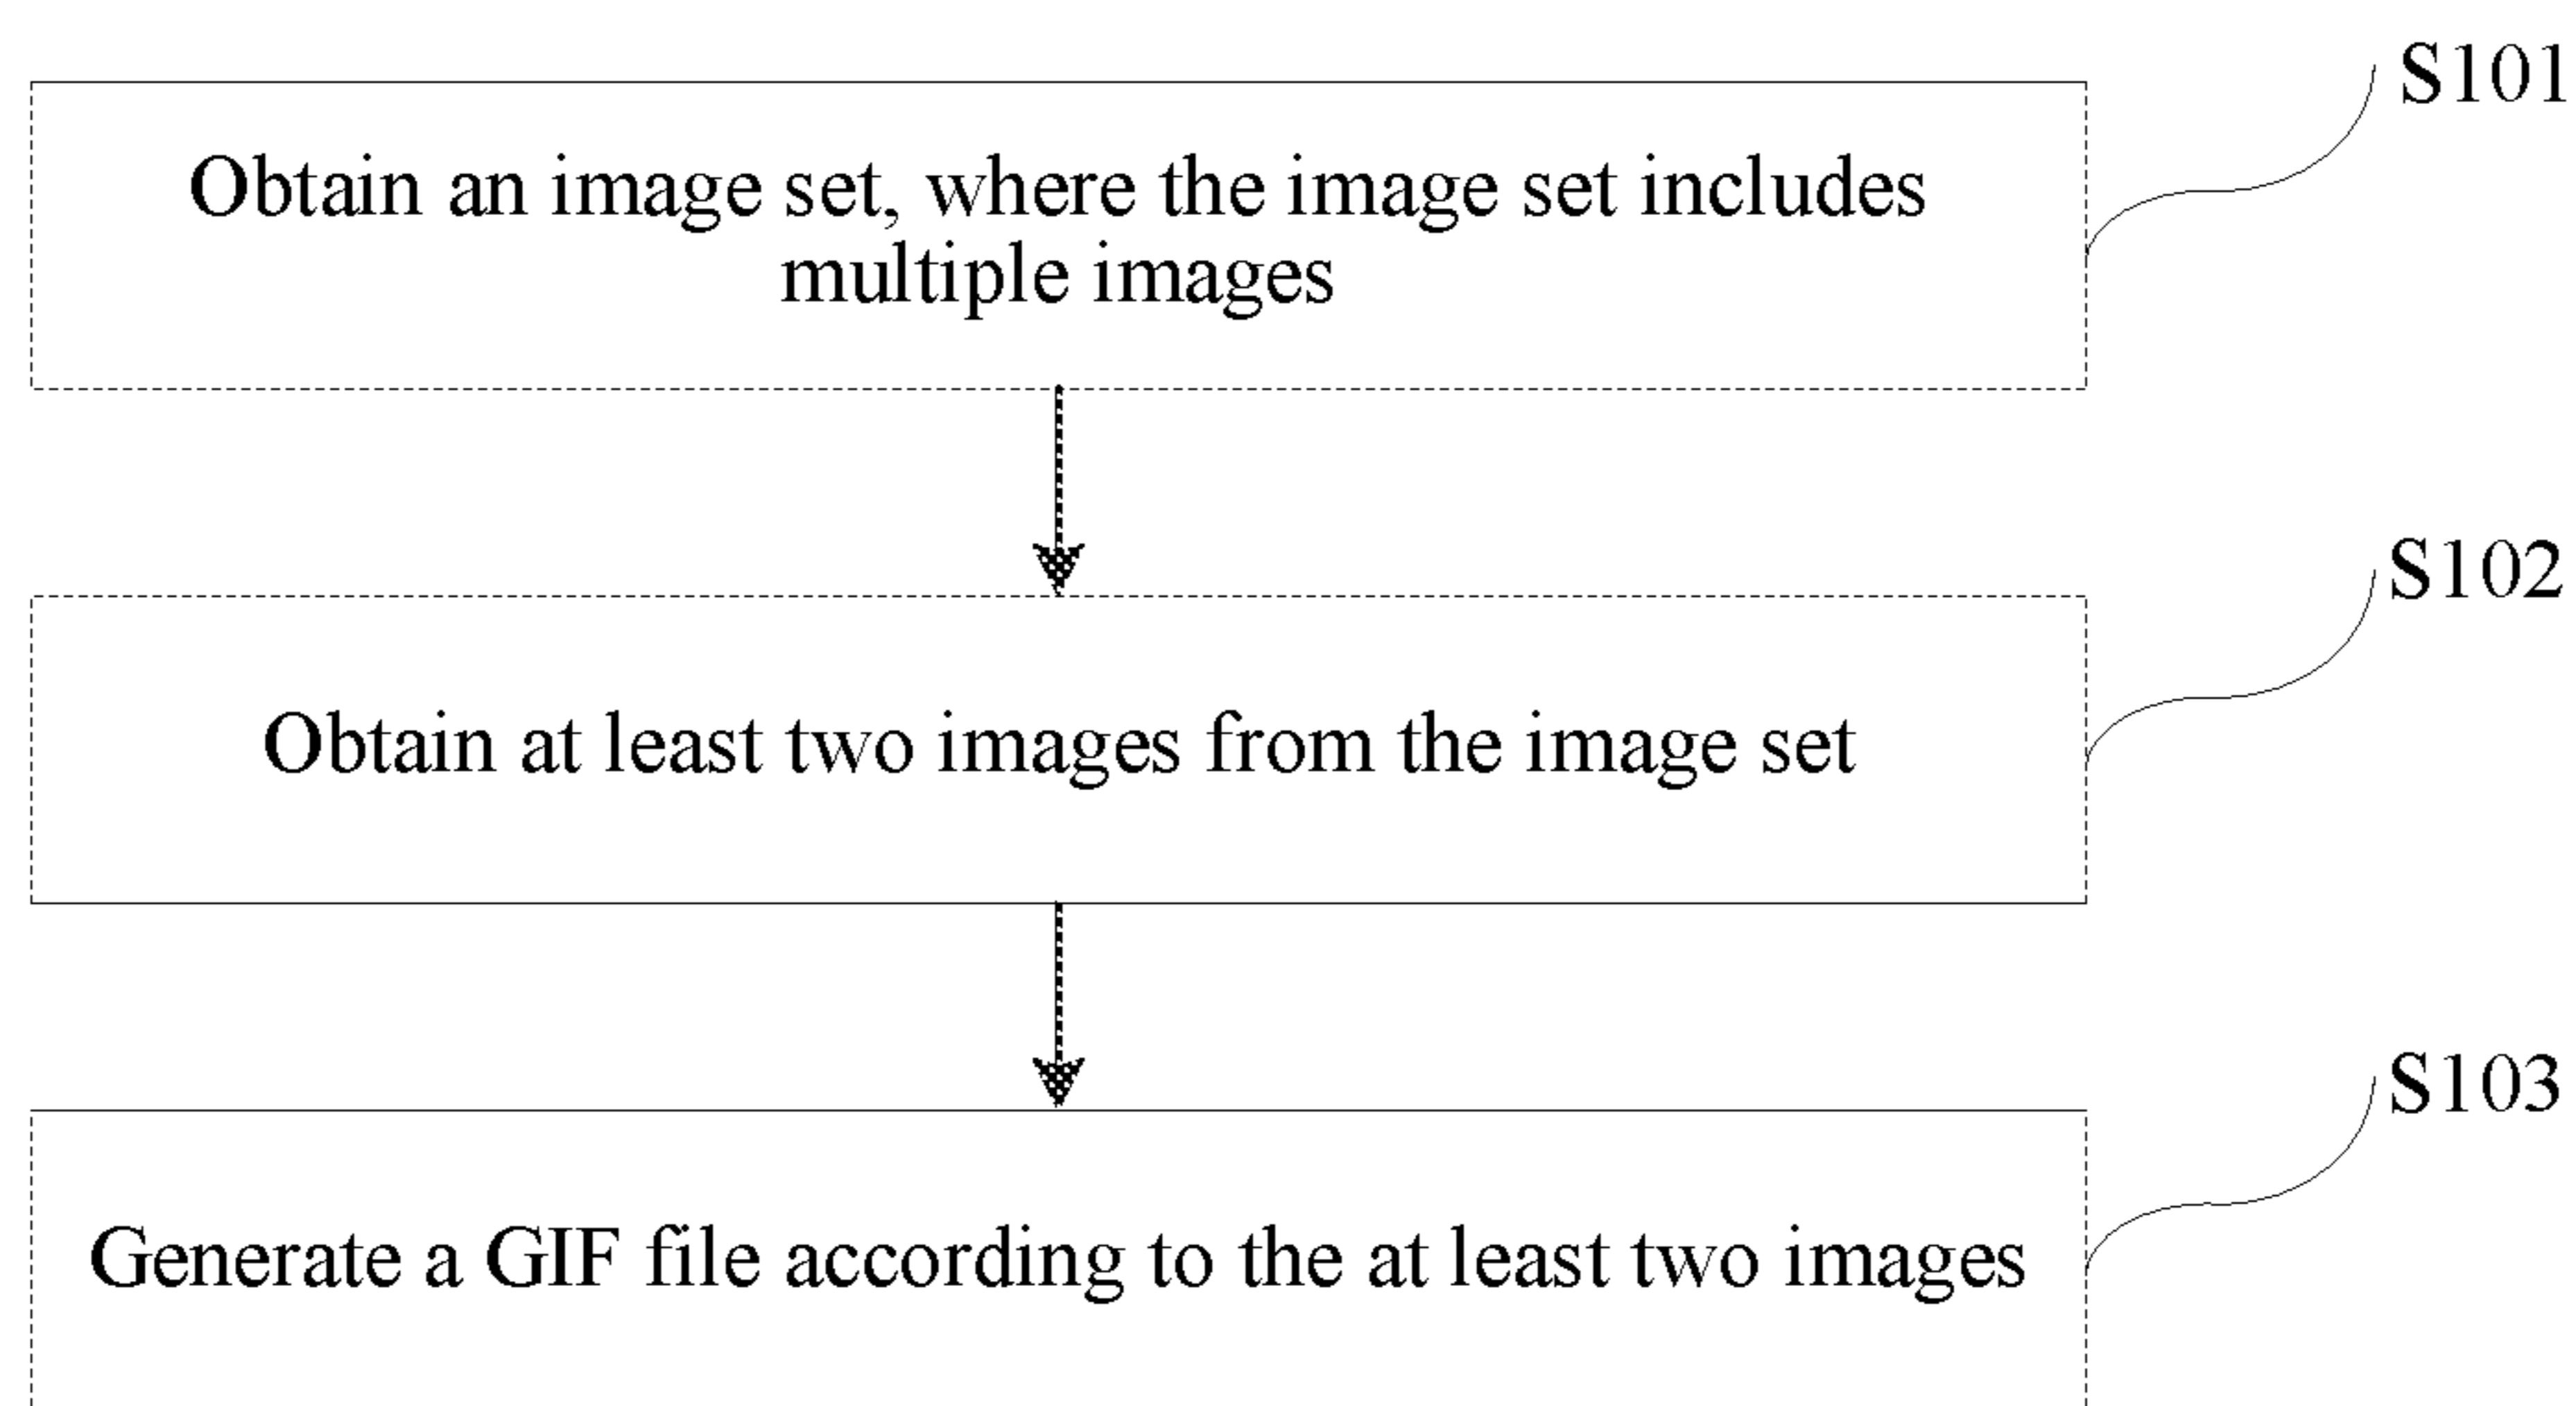 S101
Obtain an image set, where the image set includes
multiple images
S102
Obtain at least two images from the image set
S103
Generate a GIF file according to the at least two images